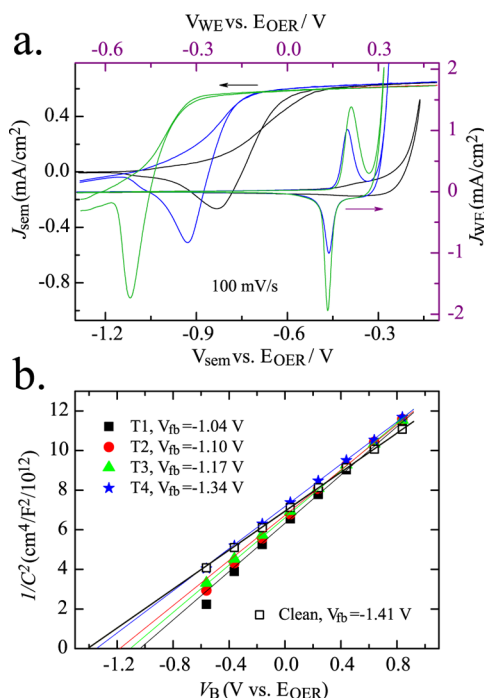 a.
V_WE vs. E_OER / V
-0.6 -0.3 0.0 0.3
J_sem (mA/cm²)
0.6
0.0
-0.4
-0.8
J_WE (mA/cm²)
2
1
0
-1
-2
100 mV/s
-1.2 -0.9 -0.6 -0.3
V_sem vs. E_OER / V
b.
1/C² (cm⁴/F²/10¹²)
12
10
8
6
4
2
0
T1, V_fb=-1.04 V
T2, V_fb=-1.10 V
T3, V_fb=-1.17 V
T4, V_fb=-1.34 V
Clean, V_fb=-1.41 V
-1.2 -0.8 -0.4 0.0 0.4 0.8
V_B (V vs. E_OER)